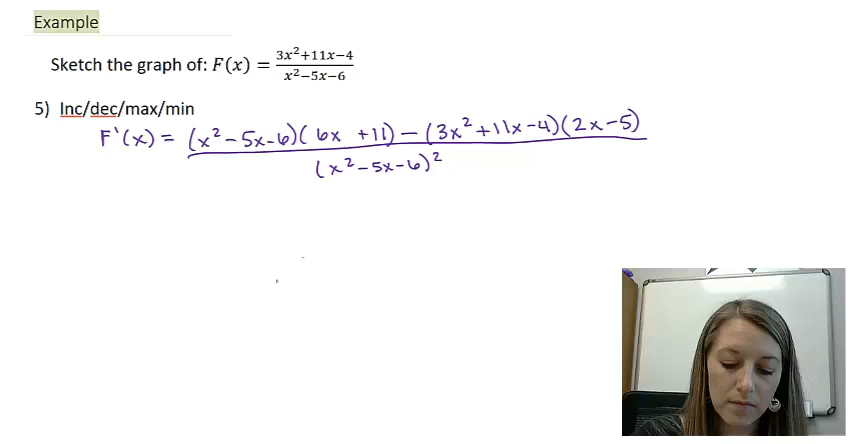 Example
Sketch the graph of: F(x) = (3x²+11x−4)/(x²−5x−6)
5) Inc/dec/max/min
F'(x) = ((x²−5x−6)(6x +11) − (3x²+11x−4)(2x−5))/(x²−5x−6)²